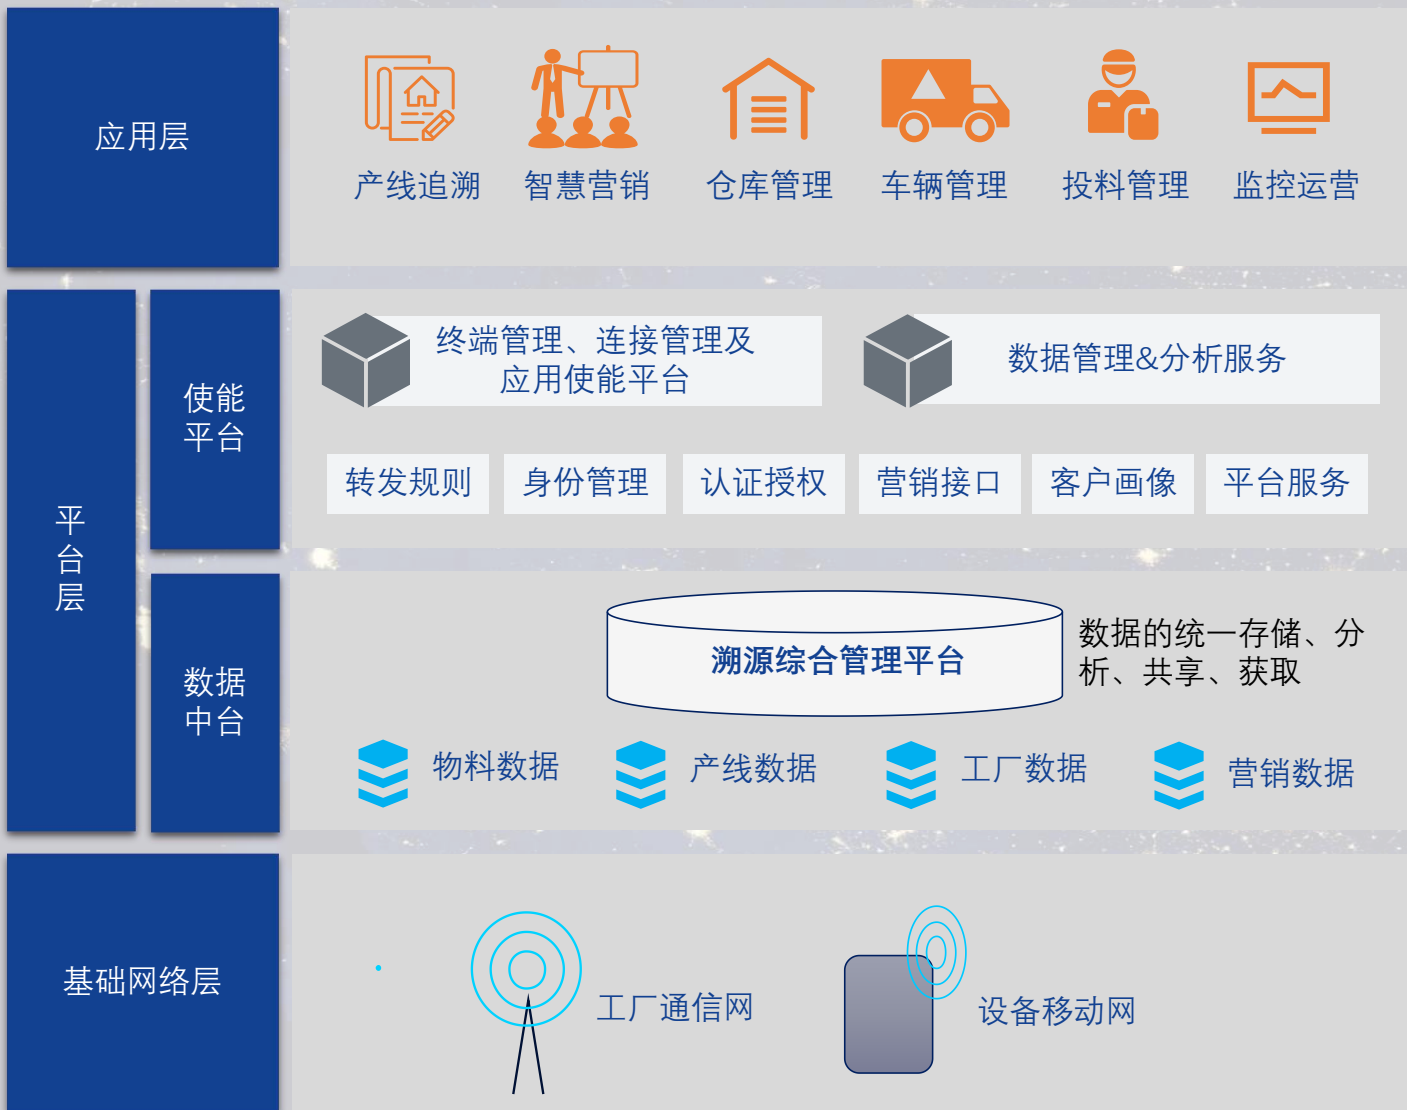 应用层
产线追溯
智慧营销
仓库管理
车辆管理
投料管理
监控运营
平
台
层
使能
平台
终端管理、连接管理及
应用使能平台
数据管理&分析服务
转发规则
身份管理
认证授权
营销接口
客户画像
平台服务
数据
中台
溯源综合管理平台
数据的统一存储、分
析、共享、获取
物料数据
产线数据
工厂数据
营销数据
基础网络层
工厂通信网
设备移动网